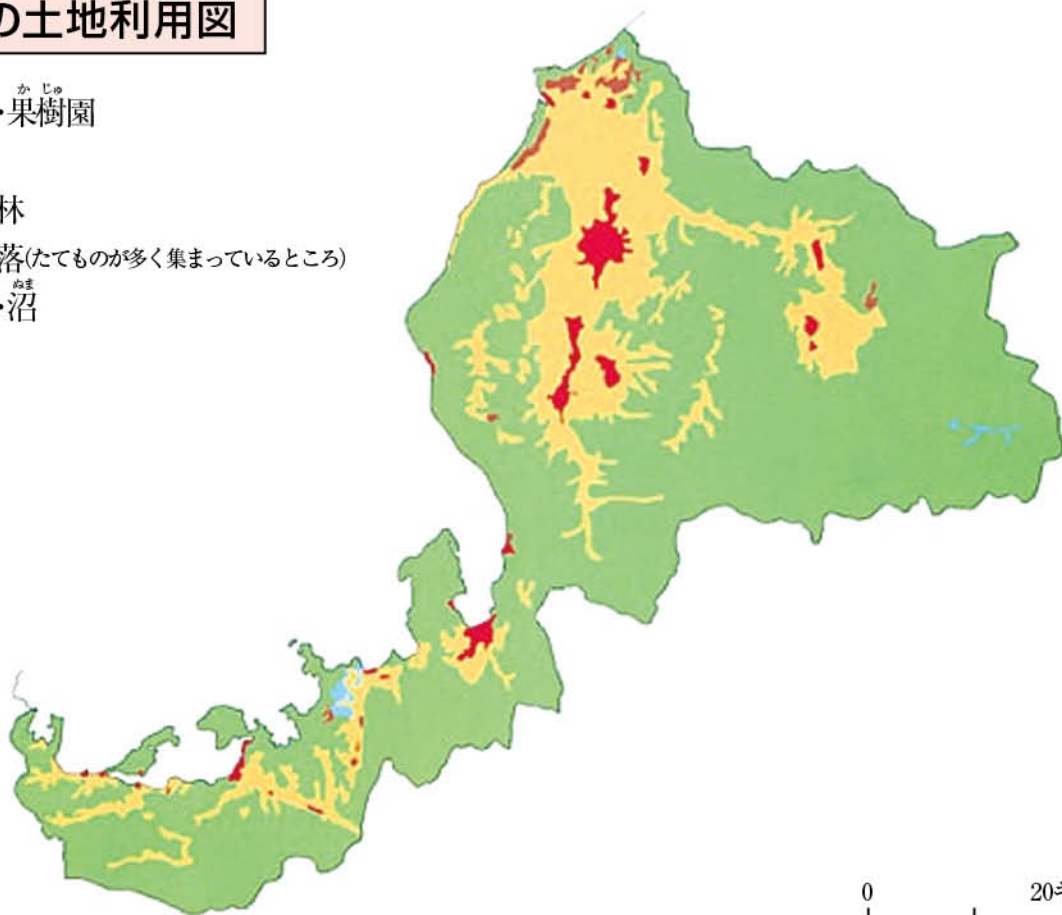 の土地利用図
・果樹園
かじゅ
林
落(たてものが多く集まっているところ)
・沼
ぬま
0
20キ